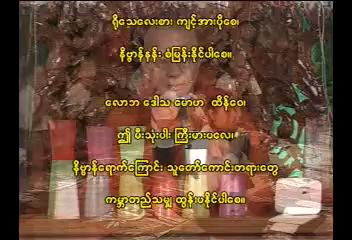 ရိုသေလေးစား ကျင့်အားပိုစေ၊
နိဗ္ဗာန်နန်း စံမြန်းနိုင်ပါစေ။
လောဘ ဒေါသ မောဟ ထိန်ဝေ၊
ဤ မီးသုံးပါး ကြီးမားပလေ၊
နိဗ္ဗာန်ရောက်ကြောင်း သူတော်ကောင်းတရားတွေ
ကမ္ဘာတည်သမျှ ထွန်းပနိုင်ပါစေ။